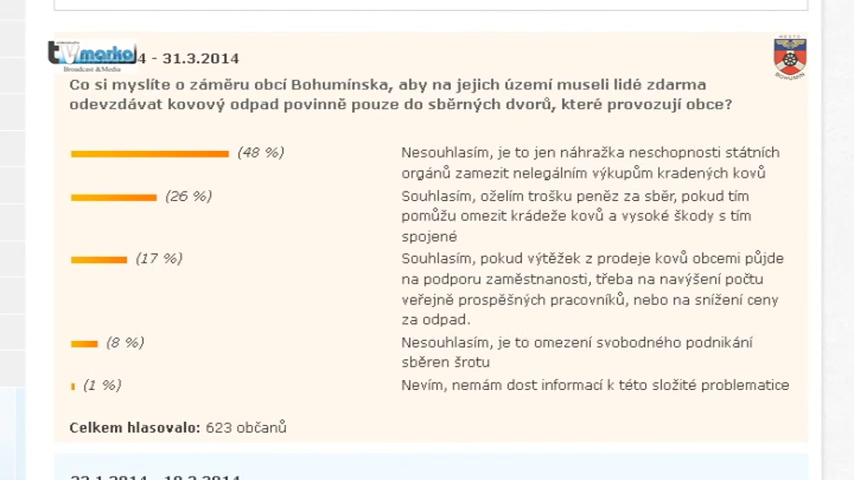 tvmarko
Broadcast &Media
4 - 31.3.2014
MĚSTO
BOHUMÍN
Co si myslíte o záměru obcí Bohumínska, aby na jejich území museli lidé zdarma
odevzdávat kovový odpad povinně pouze do sběrných dvorů, které provozují obce?
(48 %)
Nesouhlasím, je to jen náhražka neschopnosti státních
orgánů zamezit nelegálním výkupům kradených kovů
(26 %)
Souhlasím, oželím trošku peněz za sběr, pokud tím
pomůžu omezit krádeže kovů a vysoké škody s tím
spojené
(17 %)
Souhlasím, pokud výtěžek z prodeje kovů obcemi půjde
na podporu zaměstnanosti, třeba na navýšení počtu
veřejně prospěšných pracovníků, nebo na snížení ceny
za odpad.
(8 %)
Nesouhlasím, je to omezení svobodného podnikání
sběren šrotu
(1 %)
Nevím, nemám dost informací k této složité problematice
Celkem hlasovalo: 623 občanů